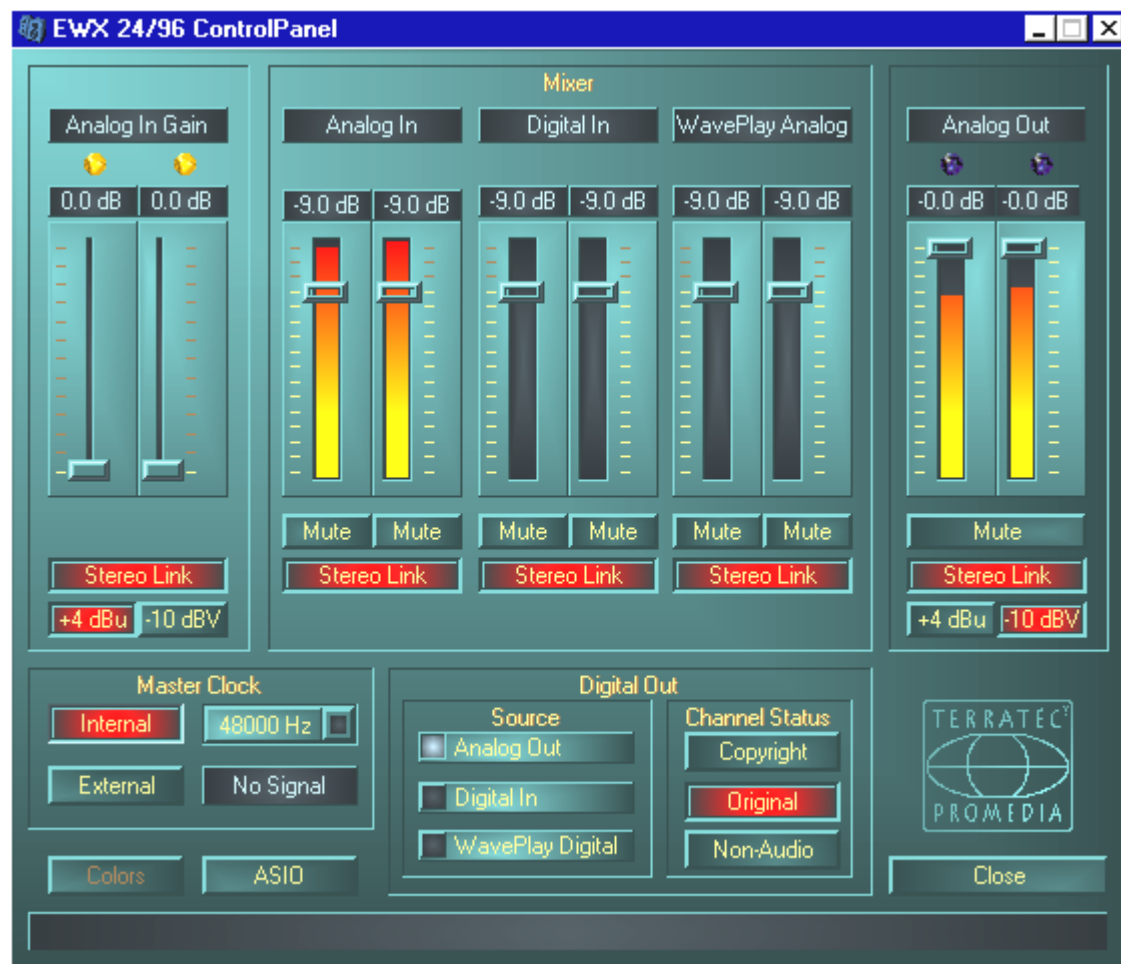 EWX 24/96 ControlPanel
Mixer
Analog In Gain
Analog In
Digital In
WavePlay Analog
Analog Out
0.0 dB 0.0 dB
-9.0 dB -9.0 dB
-9.0 dB -9.0 dB
-9.0 dB -9.0 dB
-0.0 dB -0.0 dB
Mute Mute
Mute Mute
Mute Mute
Mute
Stereo Link
Stereo Link
Stereo Link
Stereo Link
Stereo Link
+4 dBu -10 dBV
+4 dBu -10 dBV
Master Clock
Internal 48000 Hz
External No Signal
Colors ASIO
Digital Out
Source
Analog Out
Digital In
WavePlay Digital
Channel Status
Copyright
Original
Non-Audio
TERRATEC
PROMEDIA
Close